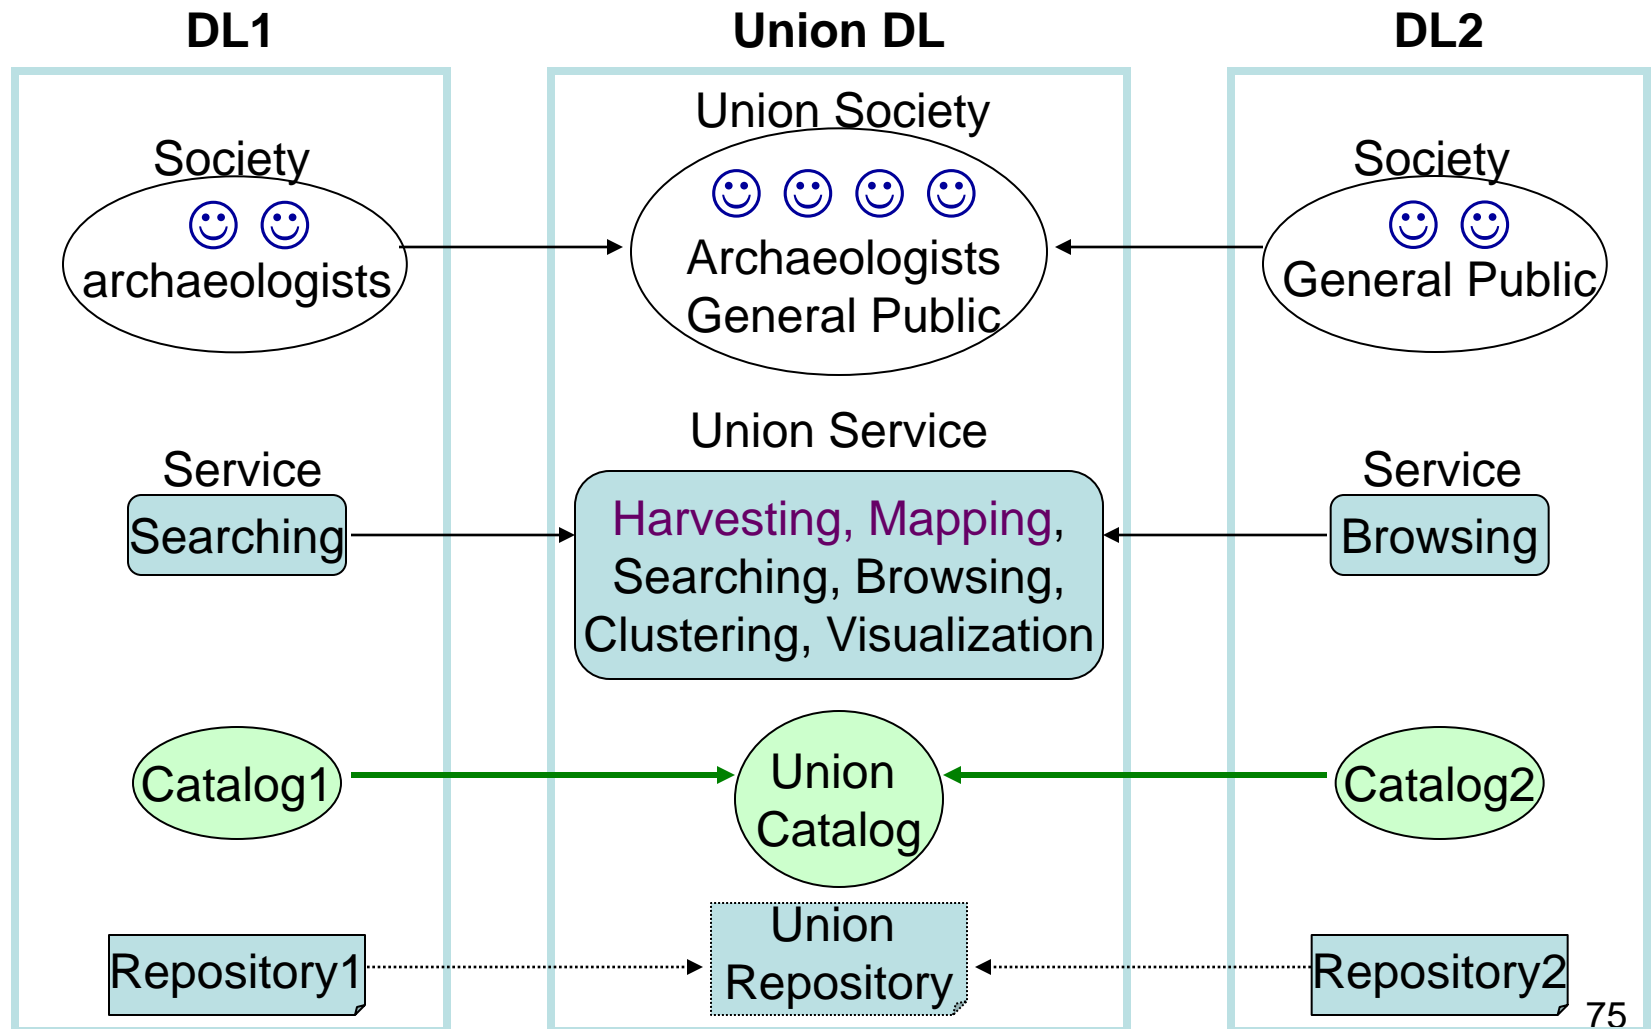 DL1
Union DL
DL2
Society
archaeologists
Union Society
Archaeologists
General Public
Society
General Public
Service
Searching
Union Service
Harvesting, Mapping,
Searching, Browsing,
Clustering, Visualization
Service
Browsing
Catalog1
Union
Catalog
Catalog2
Repository1
Union
Repository
Repository2
75